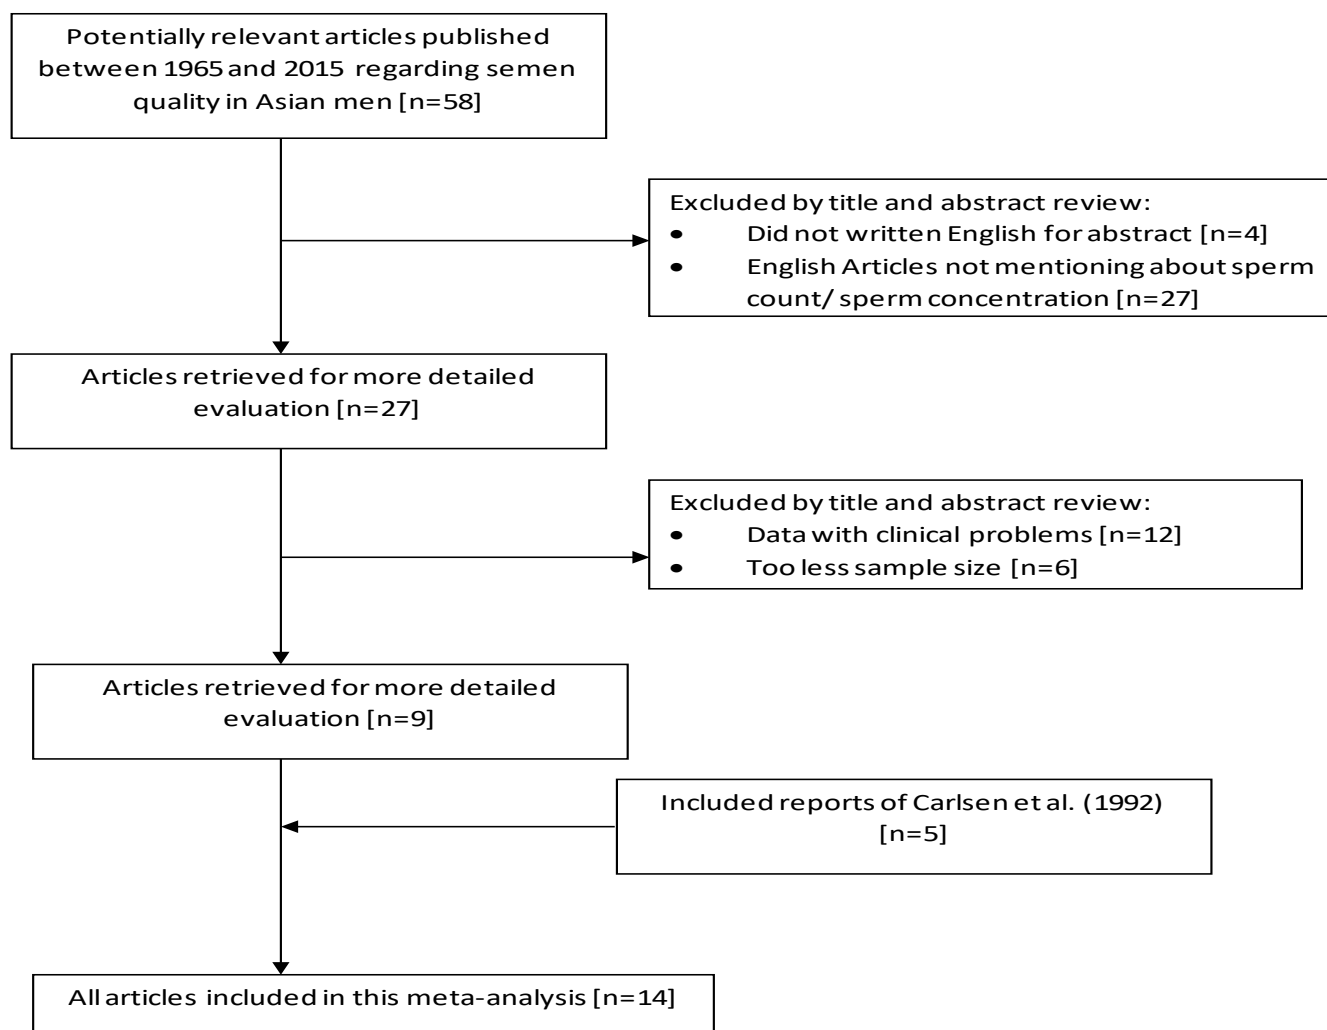 Potentially relevant articles published
between 1965 and 2015 regarding semen
quality in Asian men [n=58]
Excluded by title and abstract review:
• Did not written English for abstract [n=4]
• English Articles not mentioning about sperm
count/ sperm concentration [n=27]
Articles retrieved for more detailed
evaluation [n=27]
Excluded by title and abstract review:
• Data with clinical problems [n=12]
• Too less sample size [n=6]
Articles retrieved for more detailed
evaluation [n=9]
Included reports of Carlsen et al. (1992)
[n=5]
All articles included in this meta-analysis [n=14]